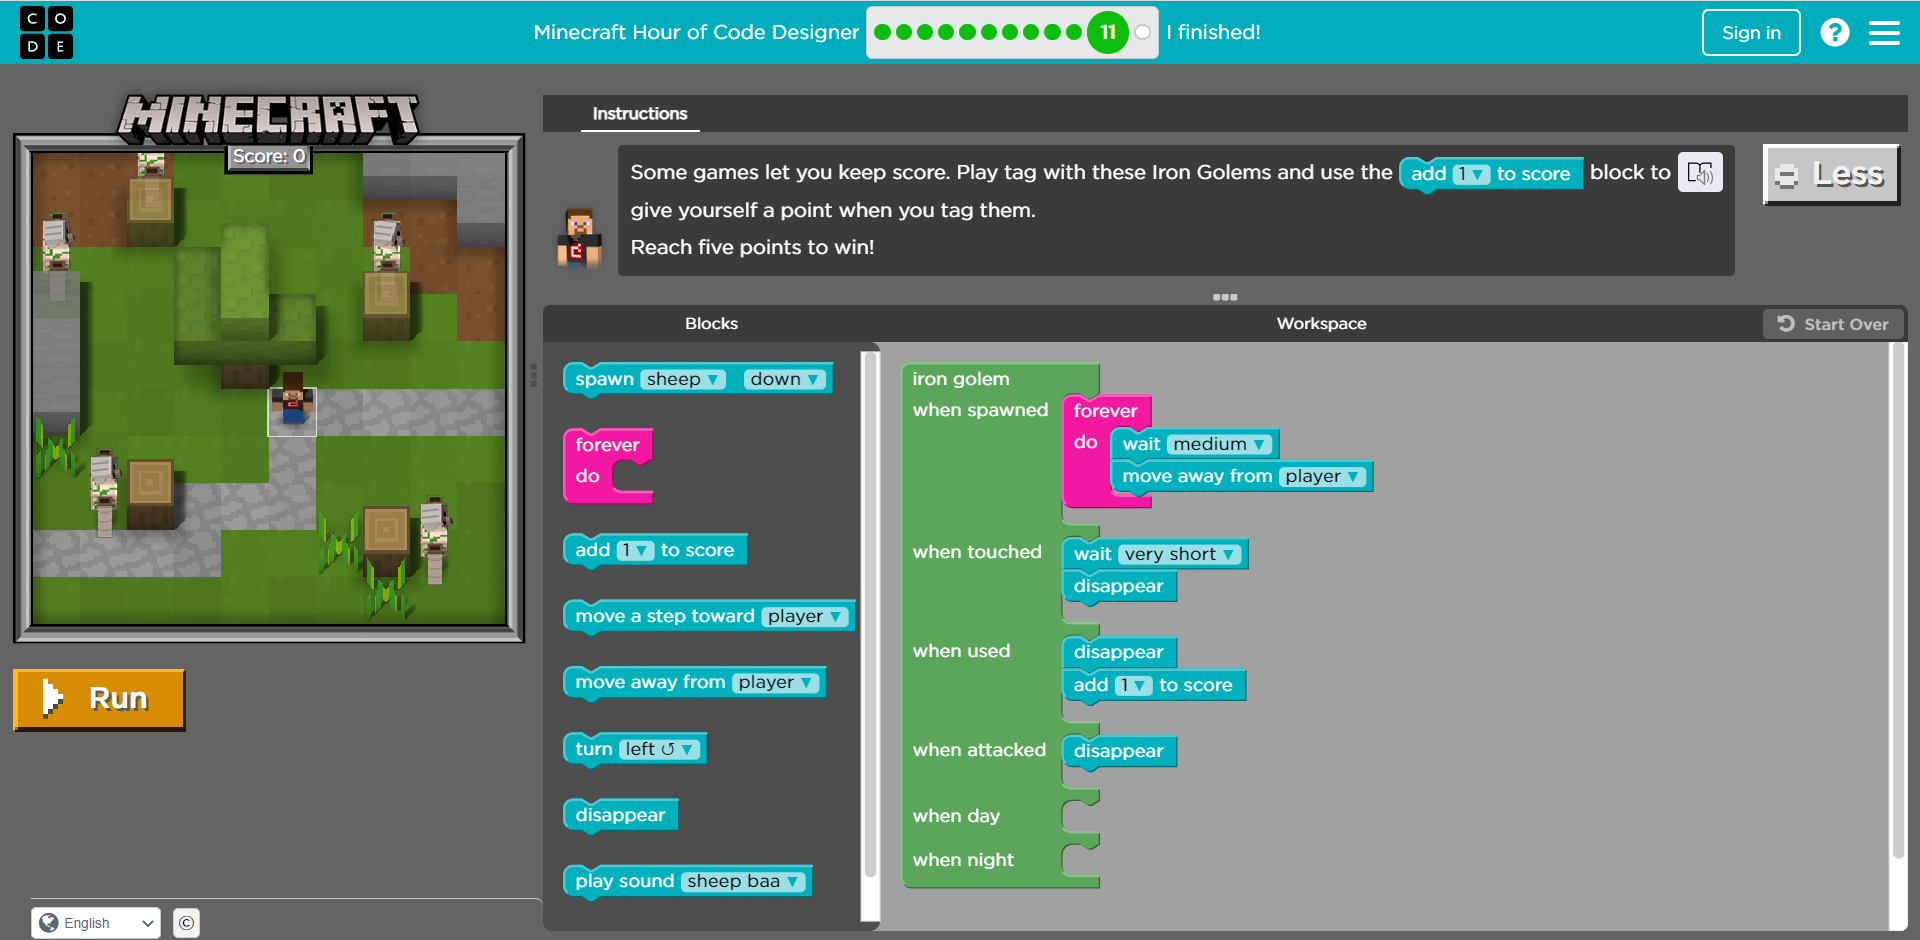 CODE
Minecraft Hour of Code Designer
11
I finished!
Sign in
?
MINECRAFT
Score: 0
Run
English
©
Instructions
Some games let you keep score. Play tag with these Iron Golems and use the add 1 ▼ to score block to
give yourself a point when you tag them.
Reach five points to win!
Less
Blocks
spawn sheep ▼ down ▼
forever
do
add 1 ▼ to score
move a step toward player ▼
move away from player ▼
turn left ↺ ▼
disappear
play sound sheep baa ▼
Workspace
Start Over
iron golem
when spawned
forever
do
wait medium ▼
move away from player ▼
when touched
wait very short ▼
disappear
when used
disappear
add 1 ▼ to score
when attacked
disappear
when day
when night